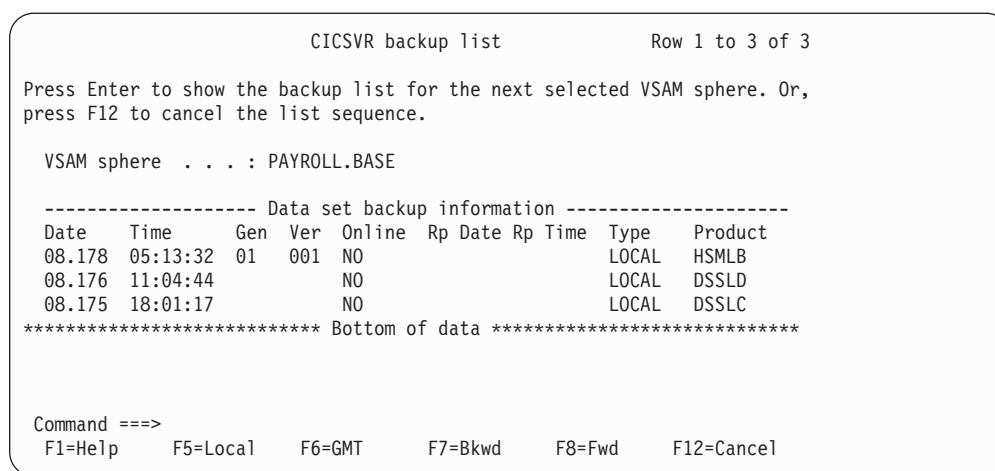 CICSVR backup list Row 1 to 3 of 3
Press Enter to show the backup list for the next selected VSAM sphere. Or,
press F12 to cancel the list sequence.
VSAM sphere . . . : PAYROLL.BASE
-------------------- Data set backup information ---------------------
Date Time Gen Ver Online Rp Date Rp Time Type Product
08.178 05:13:32 01 001 NO LOCAL HSMLB
08.176 11:04:44 NO LOCAL DSSLD
08.175 18:01:17 NO LOCAL DSSLC
**************************** Bottom of data *****************************
Command ===>
F1=Help F5=Local F6=GMT F7=Bkwd F8=Fwd F12=Cancel